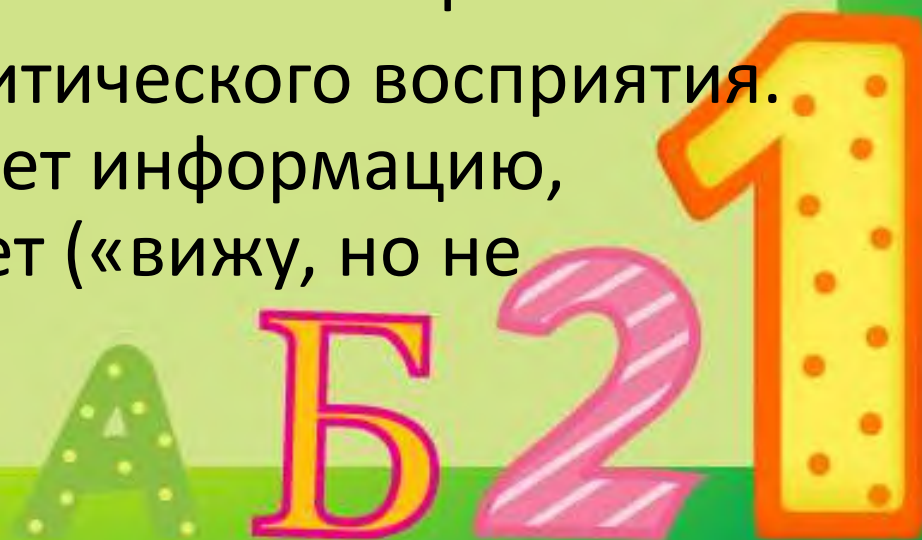 итического восприятия.
ет информацию,
ет («вижу, но не
А Б 2 1